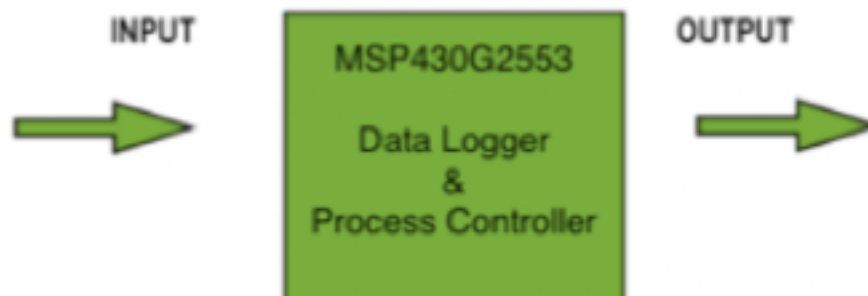 INPUT
MSP430G2553
Data Logger
&
Process Controller
OUTPUT